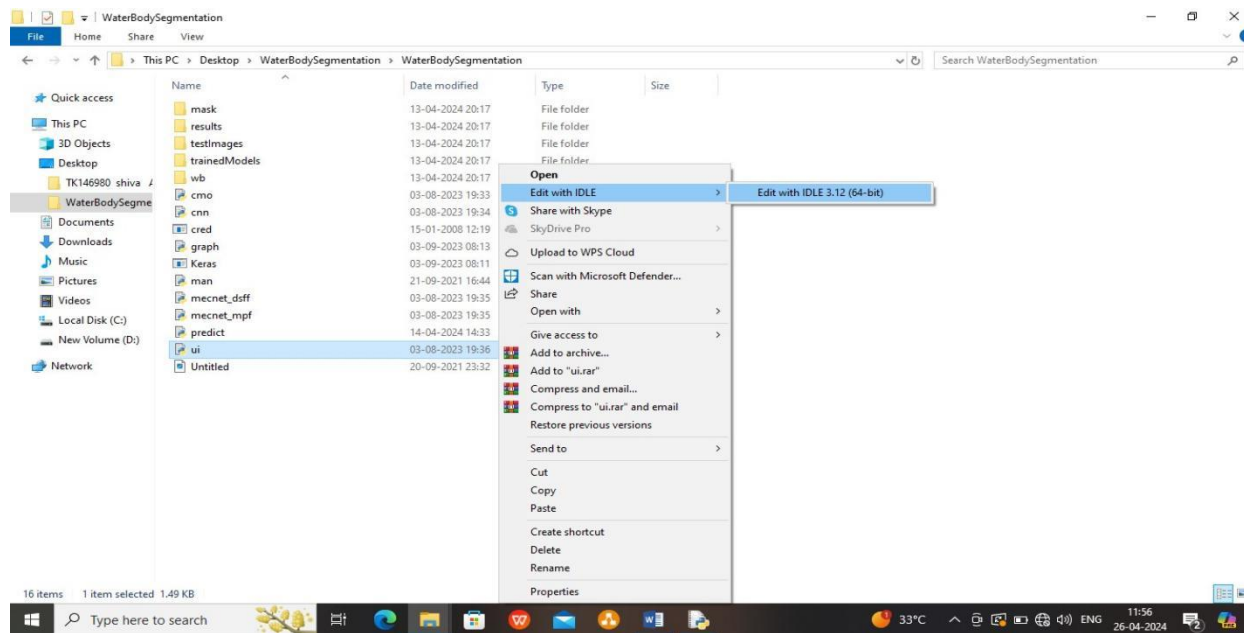 WaterBodySegmentation
File Home Share View
This PC > Desktop > WaterBodySegmentation > WaterBodySegmentation
Search WaterBodySegmentation
Name Date modified Type Size
Quick access
This PC
3D Objects
Desktop
TK146980 shiva
WaterBodySegme
Documents
Downloads
Music
Pictures
Videos
Local Disk (C:)
New Volume (D:)
Network
mask 13-04-2024 20:17 File folder
results 13-04-2024 20:17 File folder
testImages 13-04-2024 20:17 File folder
trainedModels 13-04-2024 20:17 File folder
wb 13-04-2024 20:17
cmo 03-08-2023 19:33
cnn 03-08-2023 19:34
cred 15-01-2008 12:19
graph 03-09-2023 08:13
Keras 03-09-2023 08:11
man 21-09-2021 16:44
mecnet_dsff 03-08-2023 19:35
mecnet_mpf 03-08-2023 19:35
predict 14-04-2024 14:33
ui 03-08-2023 19:36
Untitled 20-09-2021 23:32
Open
Edit with IDLE >
Edit with IDLE 3.12 (64-bit)
Share with Skype
SkyDrive Pro >
Upload to WPS Cloud
Scan with Microsoft Defender...
Share
Open with >
Give access to >
Add to archive...
Add to "ui.rar"
Compress and email...
Compress to "ui.rar" and email
Restore previous versions
Send to >
Cut
Copy
Paste
Create shortcut
Delete
Rename
Properties
16 items 1 item selected 1.49 KB
Type here to search
33°C ENG 11:56
26-04-2024
2